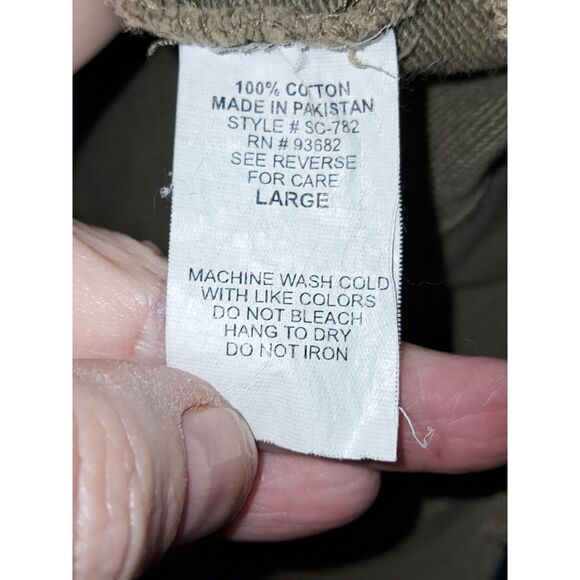 100% COTTON
MADE IN PAKISTAN
STYLE # SC-782
RN # 93682
SEE REVERSE
FOR CARE
LARGE
MACHINE WASH COLD
WITH LIKE COLORS
DO NOT BLEACH
HANG TO DRY
DO NOT IRON